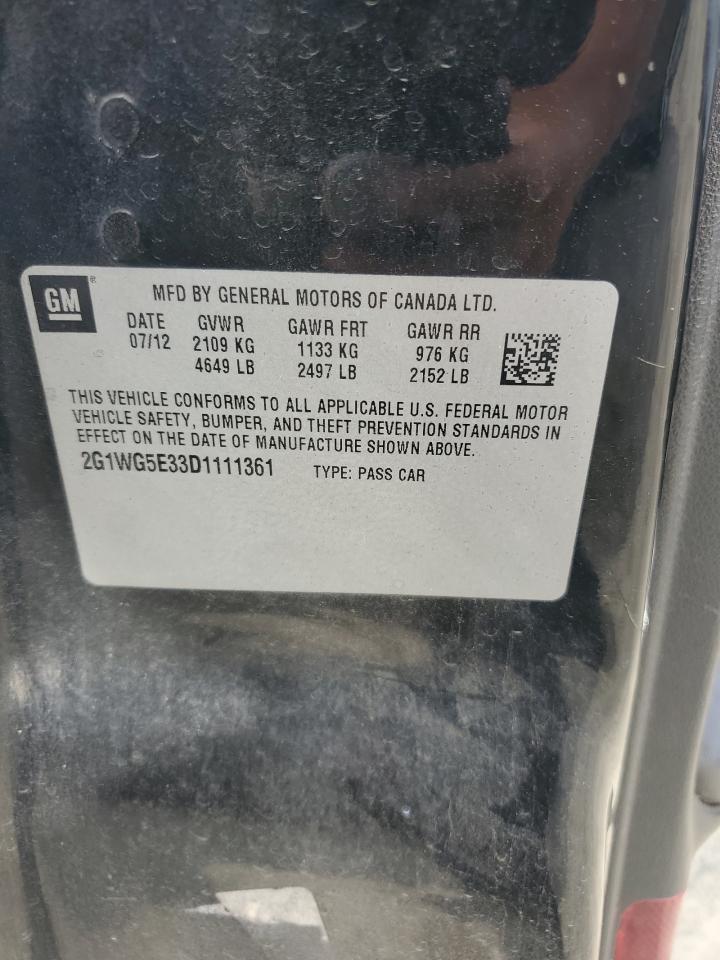 GM®
MFD BY GENERAL MOTORS OF CANADA LTD.
DATE GVWR GAWR FRT GAWR RR
07/12 2109 KG 1133 KG 976 KG
4649 LB 2497 LB 2152 LB
THIS VEHICLE CONFORMS TO ALL APPLICABLE U.S. FEDERAL MOTOR
VEHICLE SAFETY, BUMPER, AND THEFT PREVENTION STANDARDS IN
EFFECT ON THE DATE OF MANUFACTURE SHOWN ABOVE.
2G1WG5E33D1111361 TYPE: PASS CAR